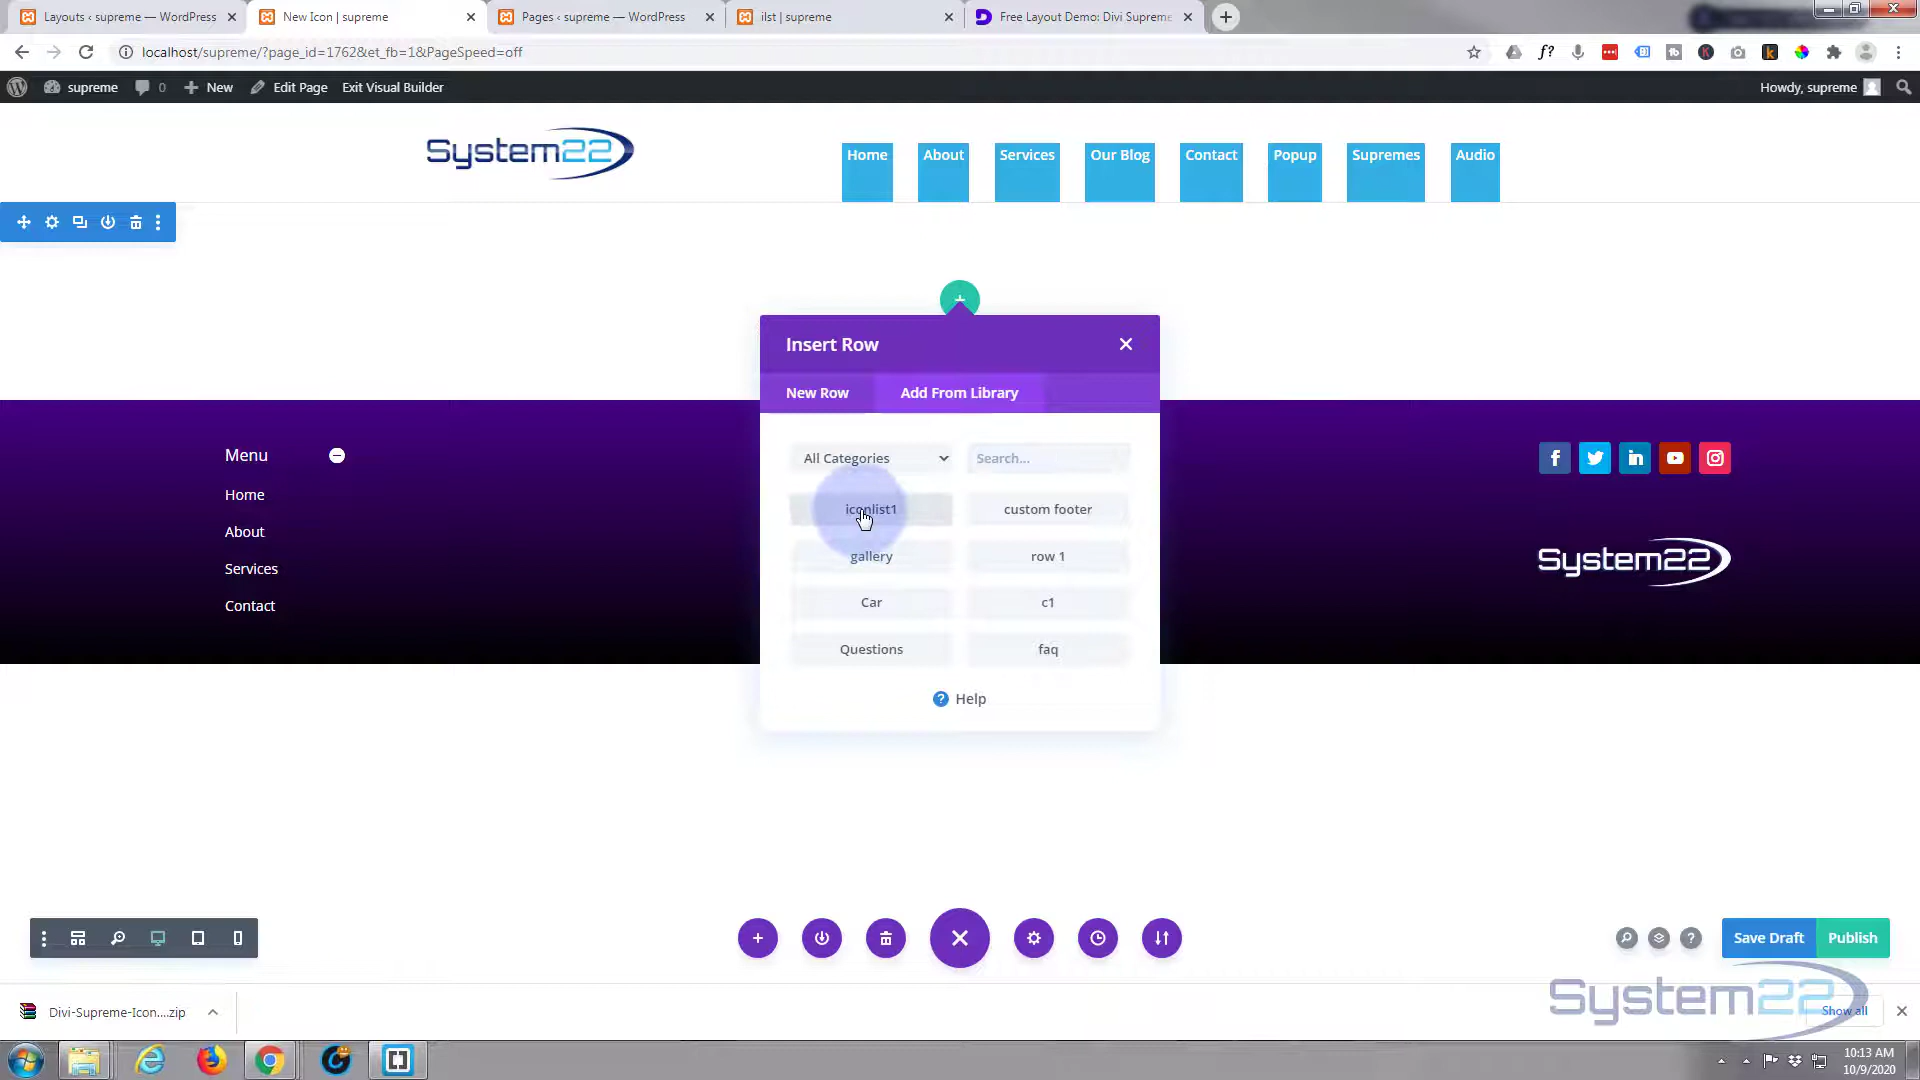 Layouts ‹ supreme — WordPress
New Icon | supreme
Pages ‹ supreme — WordPress
ilst | supreme
Free Layout Demo: Divi Supreme
localhost/supreme/?page_id=1762&et_fb=1&PageSpeed=off
supreme 0 New Edit Page Exit Visual Builder Howdy, supreme
System22
Home About Services Our Blog Contact Popup Supremes Audio
Insert Row
New Row Add From Library
All Categories Search...
iconlist1 custom footer
gallery row 1
Car c1
Questions faq
Help
Menu
Home
About
Services
Contact
System22
Save Draft Publish
System22
Divi-Supreme-Icon....zip
Show all
10:13 AM
10/9/2020